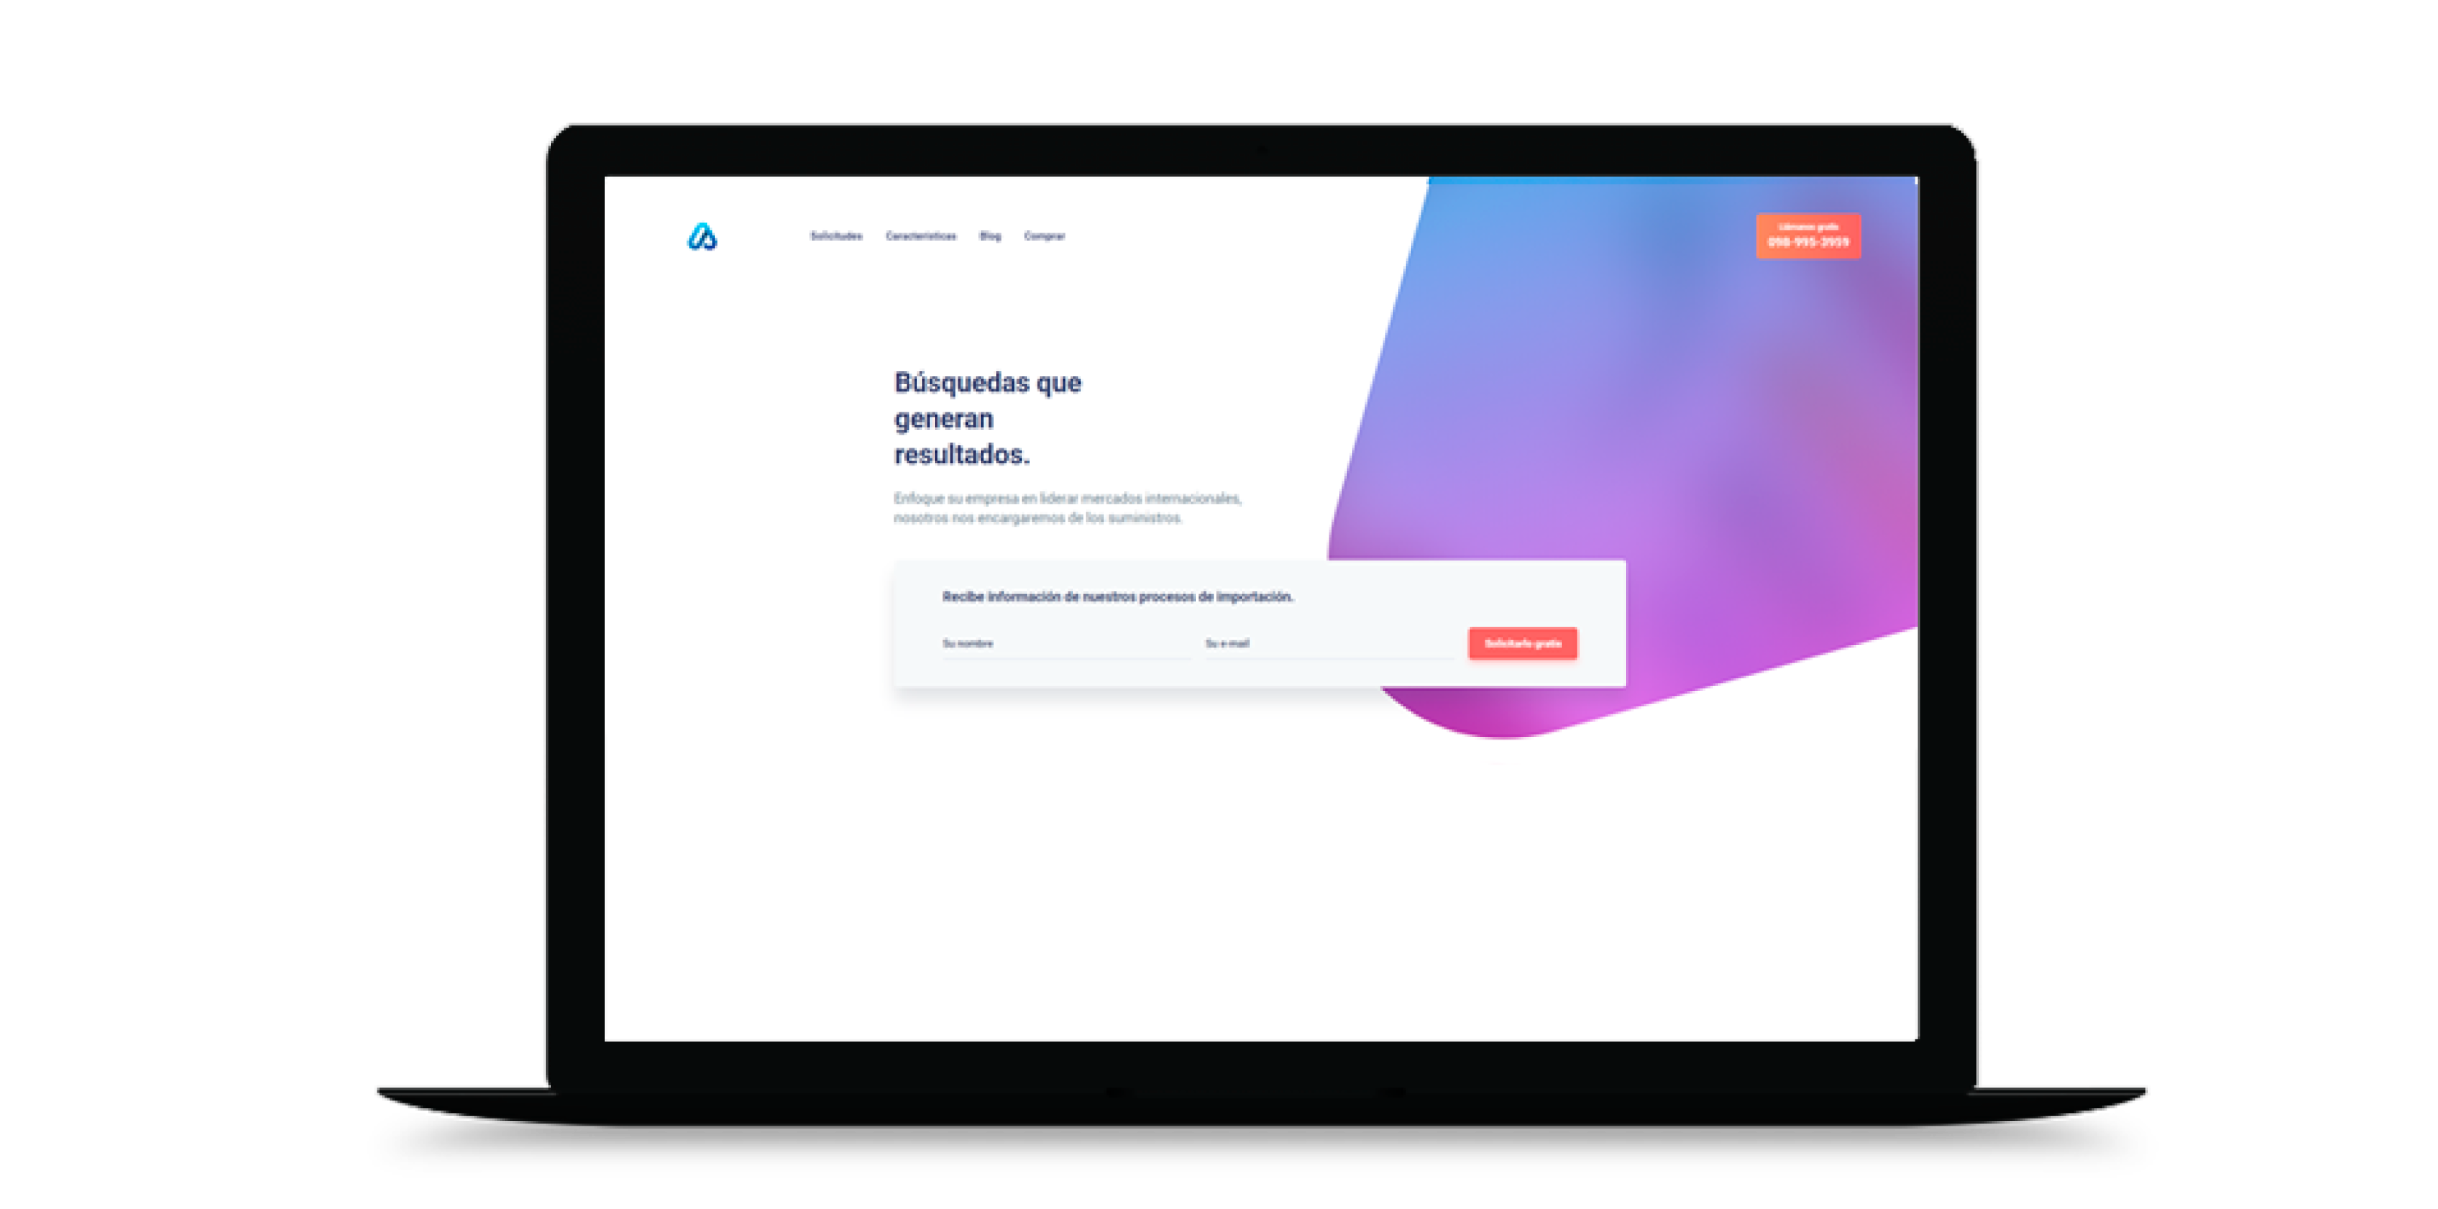 Solicitudes Características Blog Comprar
Llámanos gratis
098-995-3959
Búsquedas que
generan
resultados.
Enfoque su empresa en liderar mercados internacionales,
nosotros nos encargaremos de los suministros.
Recibe información de nuestros procesos de importación.
Su nombre Su e-mail Solicitarlo gratis